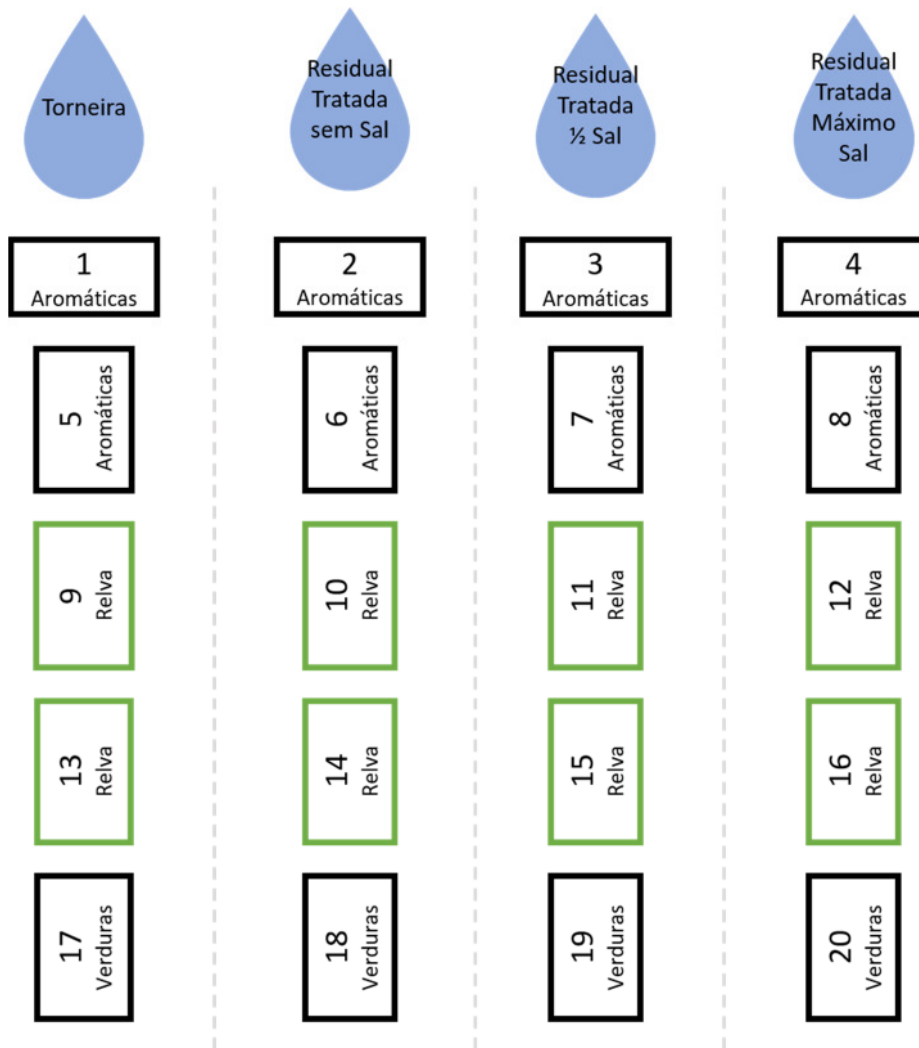 Torneira
Residual
Tratada
sem Sal
Residual
Tratada
½ Sal
Residual
Tratada
Máximo
Sal
1
Aromáticas
2
Aromáticas
3
Aromáticas
4
Aromáticas
5
Aromáticas
6
Aromáticas
7
Aromáticas
8
Aromáticas
9
Relva
10
Relva
11
Relva
12
Relva
13
Relva
14
Relva
15
Relva
16
Relva
17
Verduras
18
Verduras
19
Verduras
20
Verduras